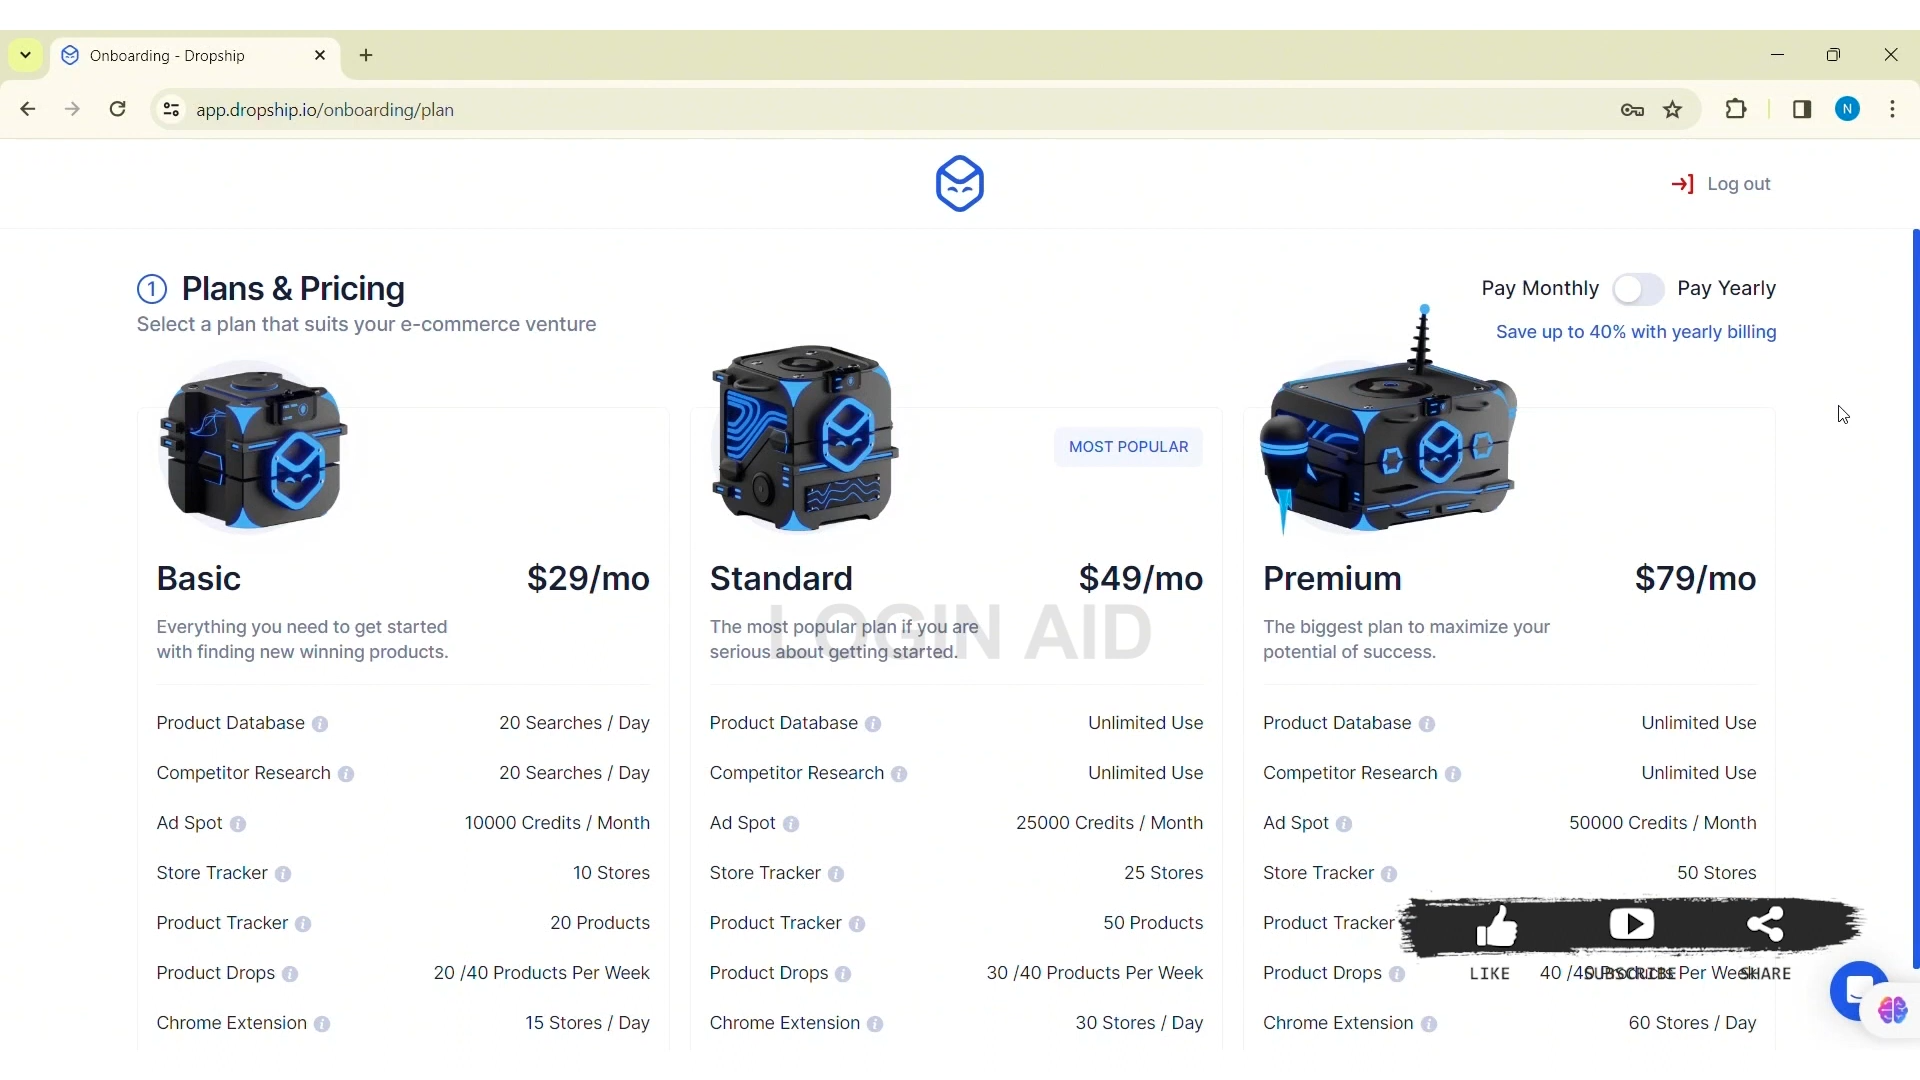 Onboarding - Dropship
app.dropship.io/onboarding/plan
N
Log out
1 Plans & Pricing
Select a plan that suits your e-commerce venture
Pay Monthly Pay Yearly
Save up to 40% with yearly billing
MOST POPULAR
Basic $29/mo
Everything you need to get started
with finding new winning products.
Product Database i 20 Searches / Day
Competitor Research i 20 Searches / Day
Ad Spot i 10000 Credits / Month
Store Tracker i 10 Stores
Product Tracker i 20 Products
Product Drops i 20 /40 Products Per Week
Chrome Extension i 15 Stores / Day
Standard $49/mo
The most popular plan if you are
serious about getting started.
LOGIN AID
Product Database i Unlimited Use
Competitor Research i Unlimited Use
Ad Spot i 25000 Credits / Month
Store Tracker i 25 Stores
Product Tracker i 50 Products
Product Drops i 30 /40 Products Per Week
Chrome Extension i 30 Stores / Day
Premium $79/mo
The biggest plan to maximize your
potential of success.
Product Database i Unlimited Use
Competitor Research i Unlimited Use
Ad Spot i 50000 Credits / Month
Store Tracker i 50 Stores
Product Tracker
Product Drops i 40 /40 Products Per Week
Chrome Extension i 60 Stores / Day
LIKE SUBSCRIBE SHARE